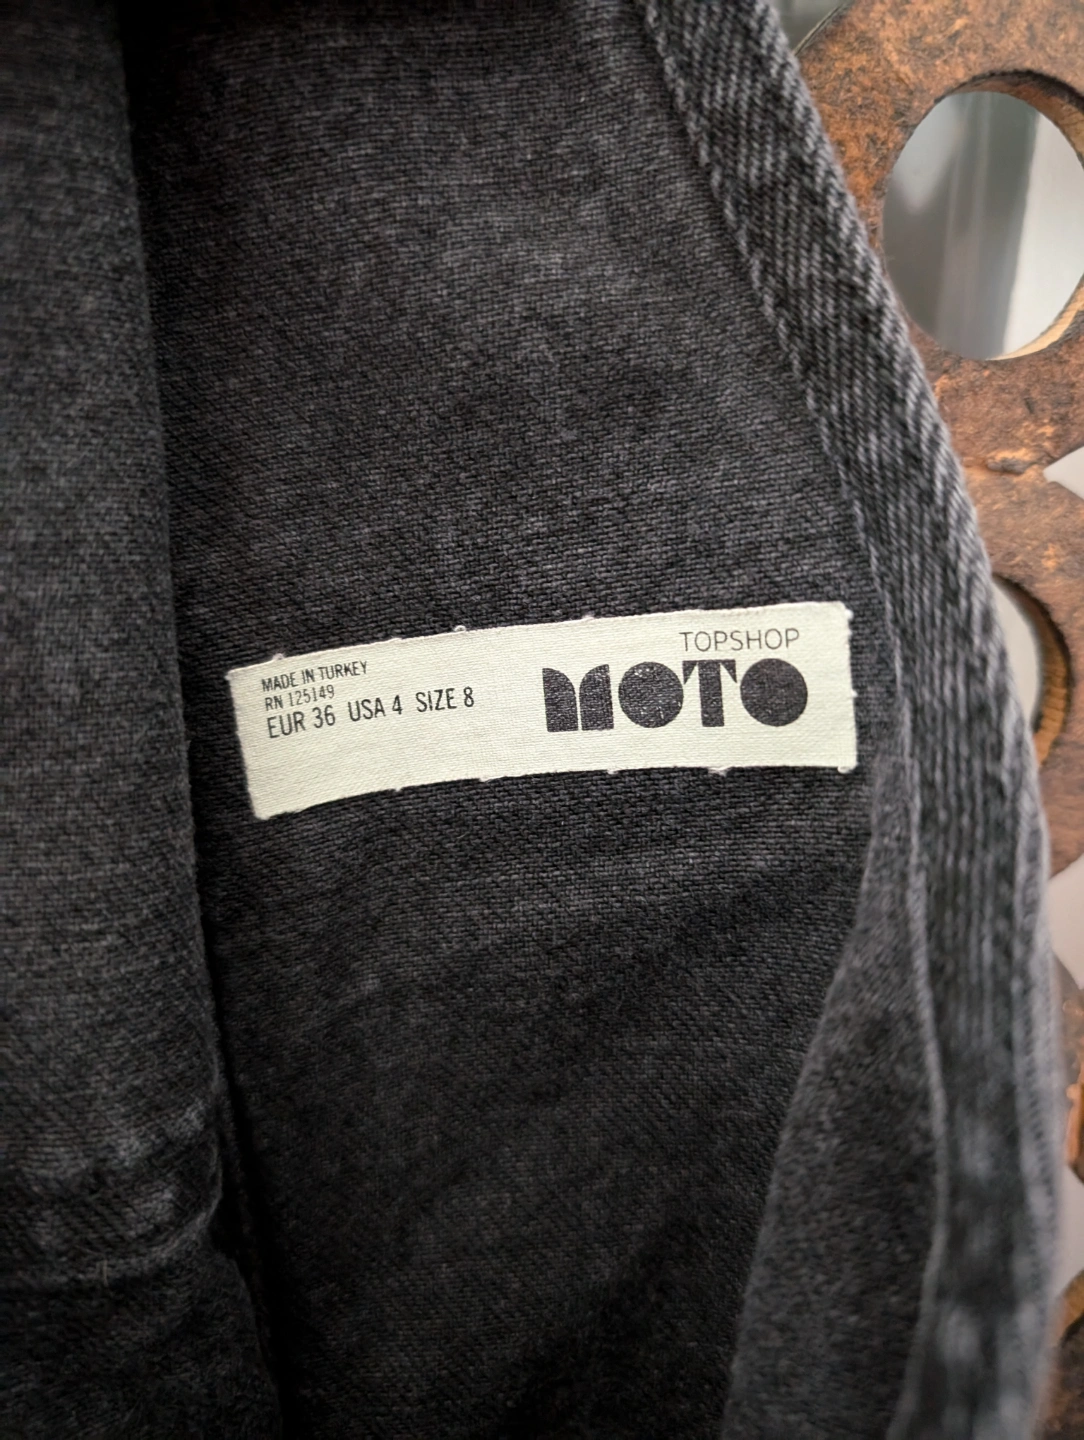 MADE IN TURKEY
RN 125149
EUR 36 USA 4 SIZE 8
TOPSHOP
MOTO